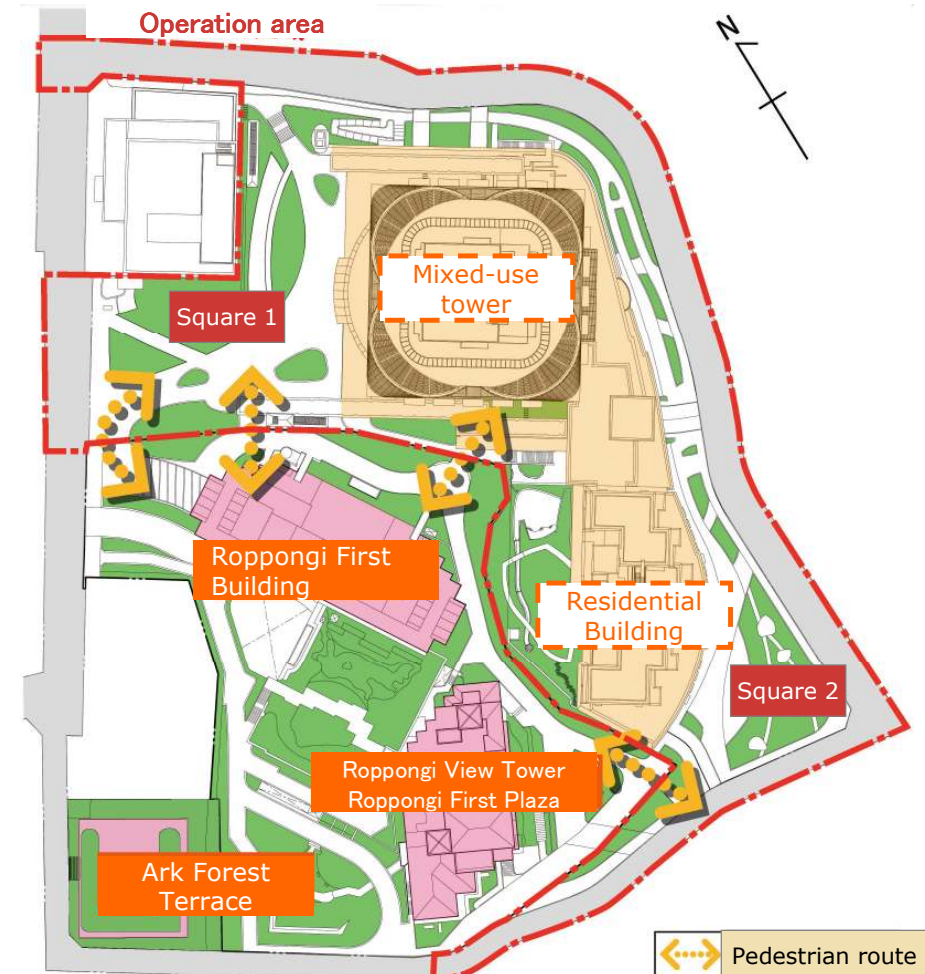 Operation area
N
Mixed-use
tower
Square 1
Roppongi First
Building
Residential
Building
Square 2
Roppongi View Tower
Roppongi First Plaza
Ark Forest
Terrace
Pedestrian route